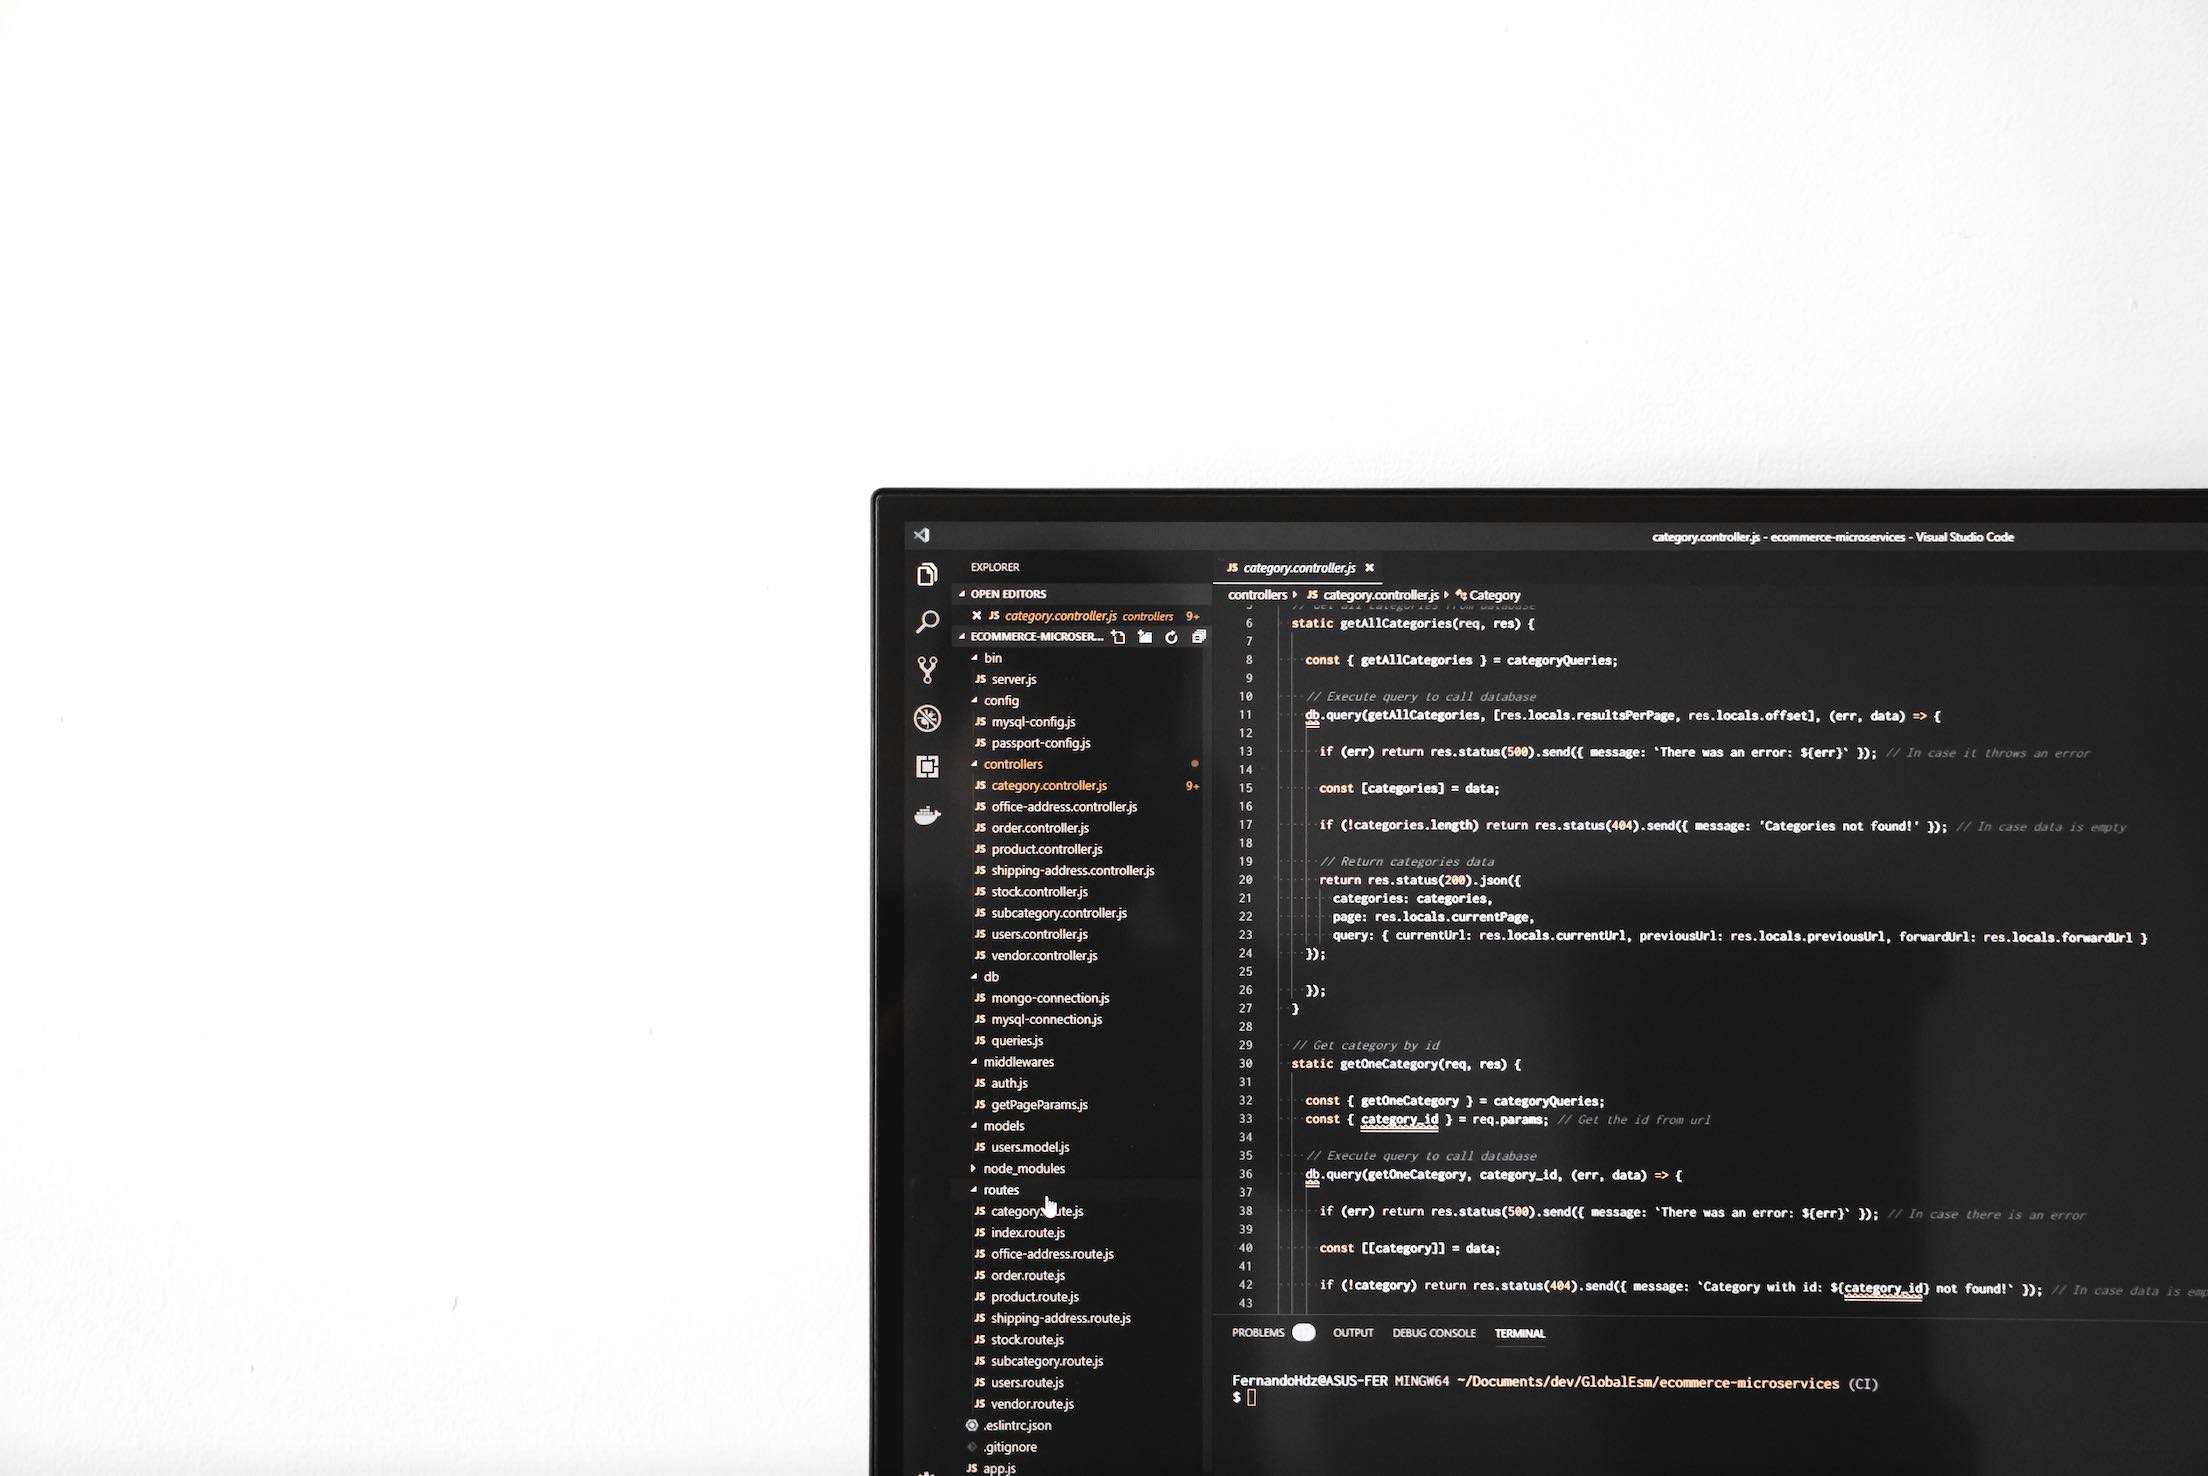 category.controller.js - ecommerce-microservices - Visual Studio Code
EXPLORER
OPEN EDITORS
JS category.controller.js controllers 9+
ECOMMERCE-MICROSER...
bin
JS server.js
config
JS mysql-config.js
JS passport-config.js
controllers
JS category.controller.js 9+
JS office-address.controller.js
JS order.controller.js
JS product.controller.js
JS shipping-address.controller.js
JS stock.controller.js
JS subcategory.controller.js
JS users.controller.js
JS vendor.controller.js
db
JS mongo-connection.js
JS mysql-connection.js
JS queries.js
middlewares
JS auth.js
JS getPageParams.js
models
JS users.model.js
node_modules
routes
JS category.route.js
JS index.route.js
JS office-address.route.js
JS order.route.js
JS product.route.js
JS shipping-address.route.js
JS stock.route.js
JS subcategory.route.js
JS users.route.js
JS vendor.route.js
.eslintrc.json
.gitignore
JS app.js
JS category.controller.js ×
controllers JS category.controller.js Category
// Get all categories from database
6 static getAllCategories(req, res) {
7
8 const { getAllCategories } = categoryQueries;
9
10 // Execute query to call database
11 db.query(getAllCategories, [res.locals.resultsPerPage, res.locals.offset], (err, data) => {
12
13 if (err) return res.status(500).send({ message: `There was an error: ${err}` }); // In case it throws an error
14
15 const [categories] = data;
16
17 if (!categories.length) return res.status(404).send({ message: 'Categories not found!' }); // In case data is empty
18
19 // Return categories data
20 return res.status(200).json({
21 categories: categories,
22 page: res.locals.currentPage,
23 query: { currentUrl: res.locals.currentUrl, previousUrl: res.locals.previousUrl, forwardUrl: res.locals.forwardUrl }
24 });
25
26 });
27 }
28
29 // Get category by id
30 static getOneCategory(req, res) {
31
32 const { getOneCategory } = categoryQueries;
33 const { category_id } = req.params; // Get the id from url
34
35 // Execute query to call database
36 db.query(getOneCategory, category_id, (err, data) => {
37
38 if (err) return res.status(500).send({ message: `There was an error: ${err}` }); // In case there is an error
39
40 const [[category]] = data;
41
42 if (!category) return res.status(404).send({ message: `Category with id: ${category_id} not found!` }); // In case data is
43
PROBLEMS OUTPUT DEBUG CONSOLE TERMINAL
FernandoHdz@ASUS-FER MINGW64 ~/Documents/dev/GlobalEsm/ecommerce-microservices (CI)
$